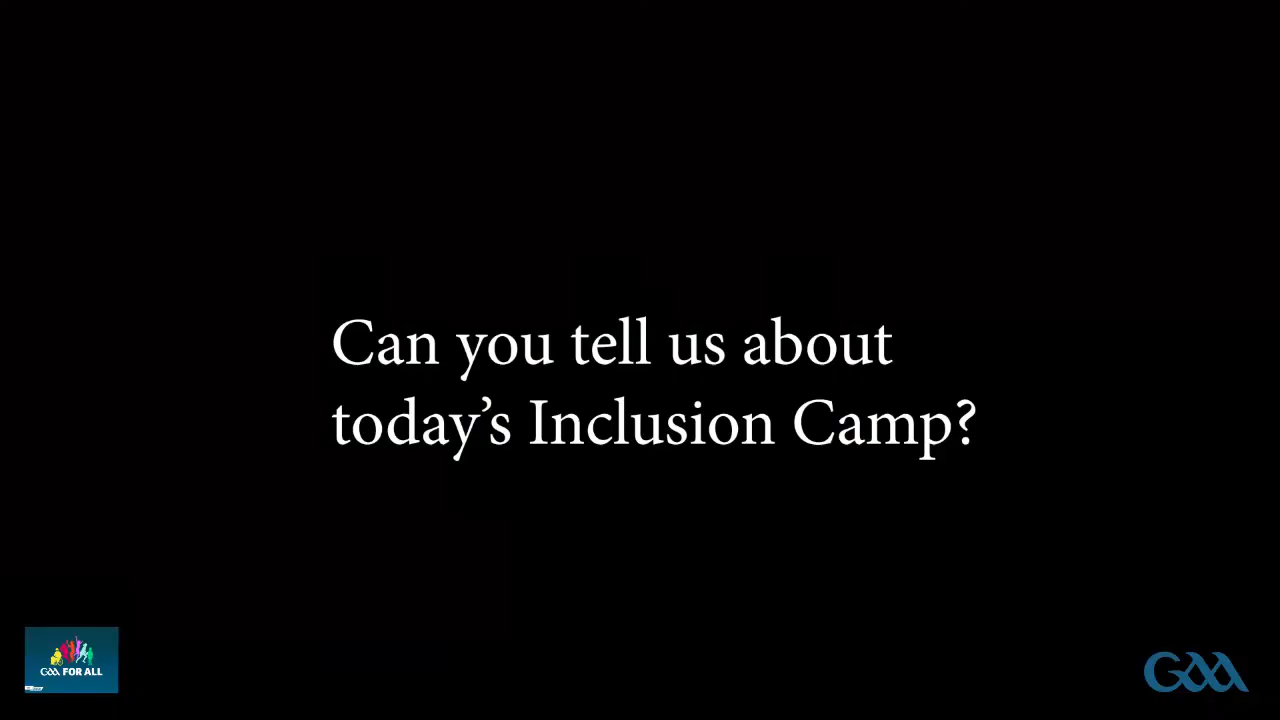 Can you tell us about
today’s Inclusion Camp?
GAA FOR ALL
GAA